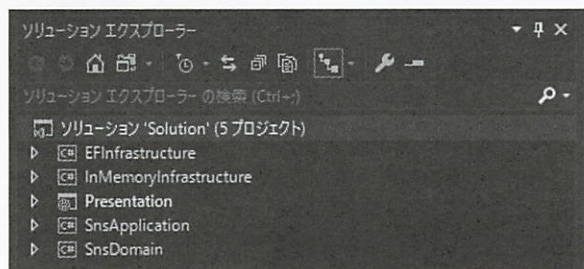 ソリューション エクスプローラー
ソリューション エクスプローラー の検索 (Ctrl+;)
ソリューション 'Solution' (5 プロジェクト)
C# EFInfrastructure
C# InMemoryInfrastructure
Presentation
C# SnsApplication
C# SnsDomain